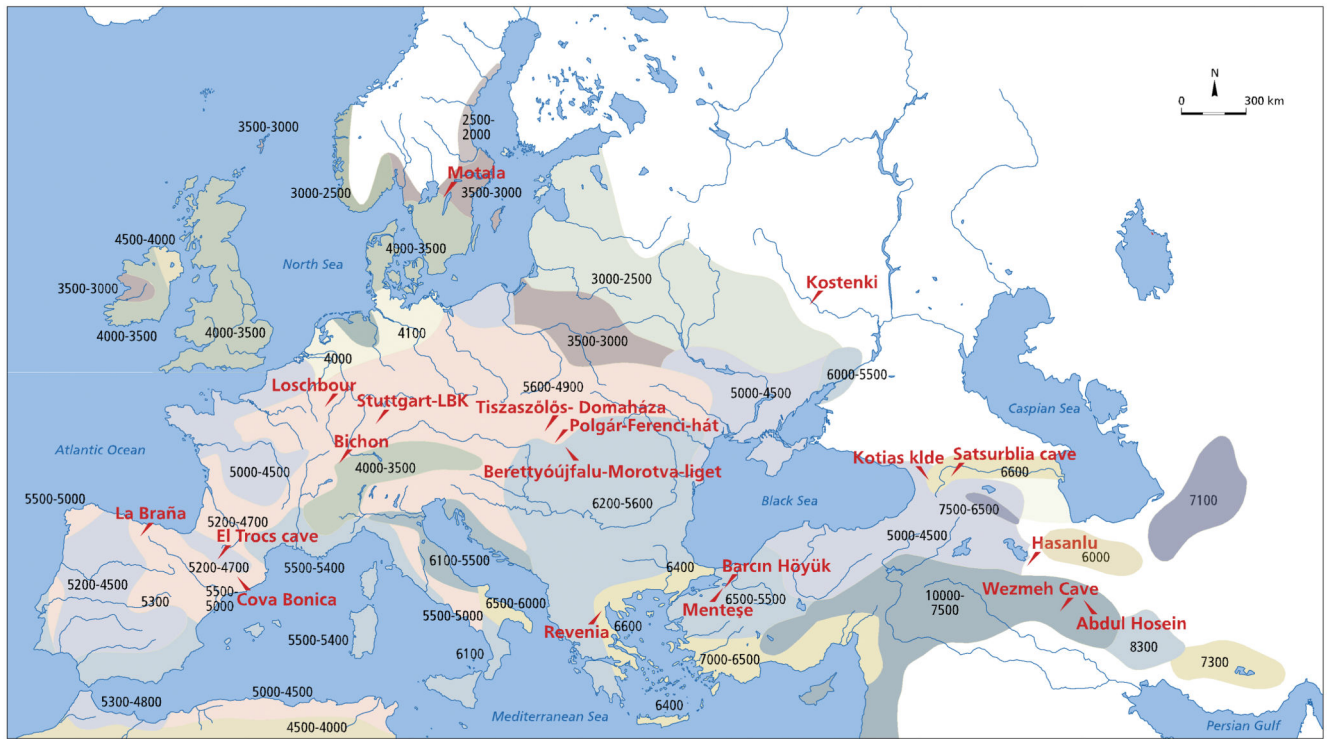 N
0 300 km
3500-3000
2500-
2000
Motala
3500-3000
3000-2500
4500-4000
North Sea
4000-3500
3500-3000
4000-3500
4000-3500
3000-2500
Kostenki
4100
4000
3500-3000
6000-5500
5600-4900
5000-4500
Loschbour
Stuttgart-LBK
Tiszaszőlős- Domaháza
Polgár-Ferenci-hát
Caspian Sea
Atlantic Ocean
Bichon
4000-3500
Berettyóújfalu-Morotva-liget
Kotias klde
Satsurblia cave
6600
5000-4500
5500-5000
6200-5600
Black Sea
7500-6500
7100
La Braña
5200-4700
El Trocs cave
5000-4500
Hasanlu
6000
5200-4700
5500-5400
6100-5500
6400
Barcın Höyük
5200-4500
5300
5500-
5000
Cova Bonica
6500-6000
Menteşe
6500-5500
10000-
7500
Wezmeh Cave
Abdul Hosein
5500-5000
Revenia
6600
5500-5400
6100
7000-6500
8300
7300
5300-4800
5000-4500
4500-4000
Mediterranean Sea
6400
Persian Gulf